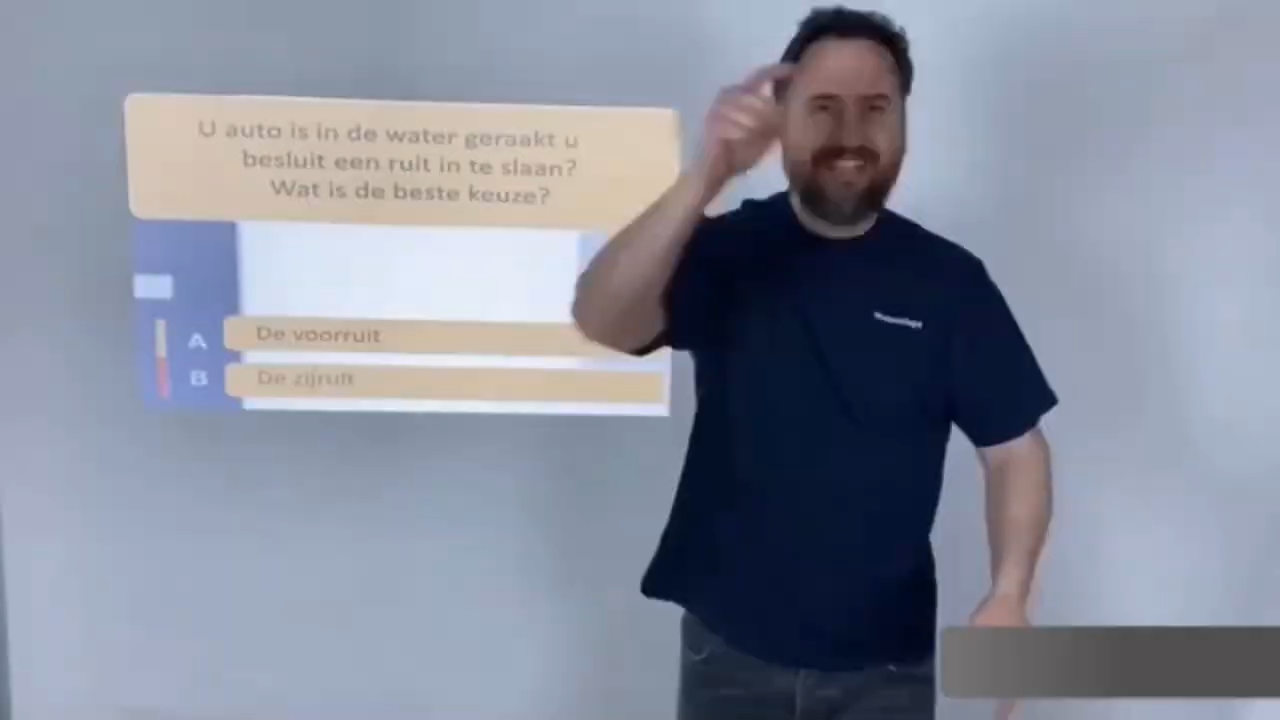 U auto is in de water geraakt u
besluit een ruit in te slaan?
Wat is de beste keuze?
A De voorruit
B De zijruit